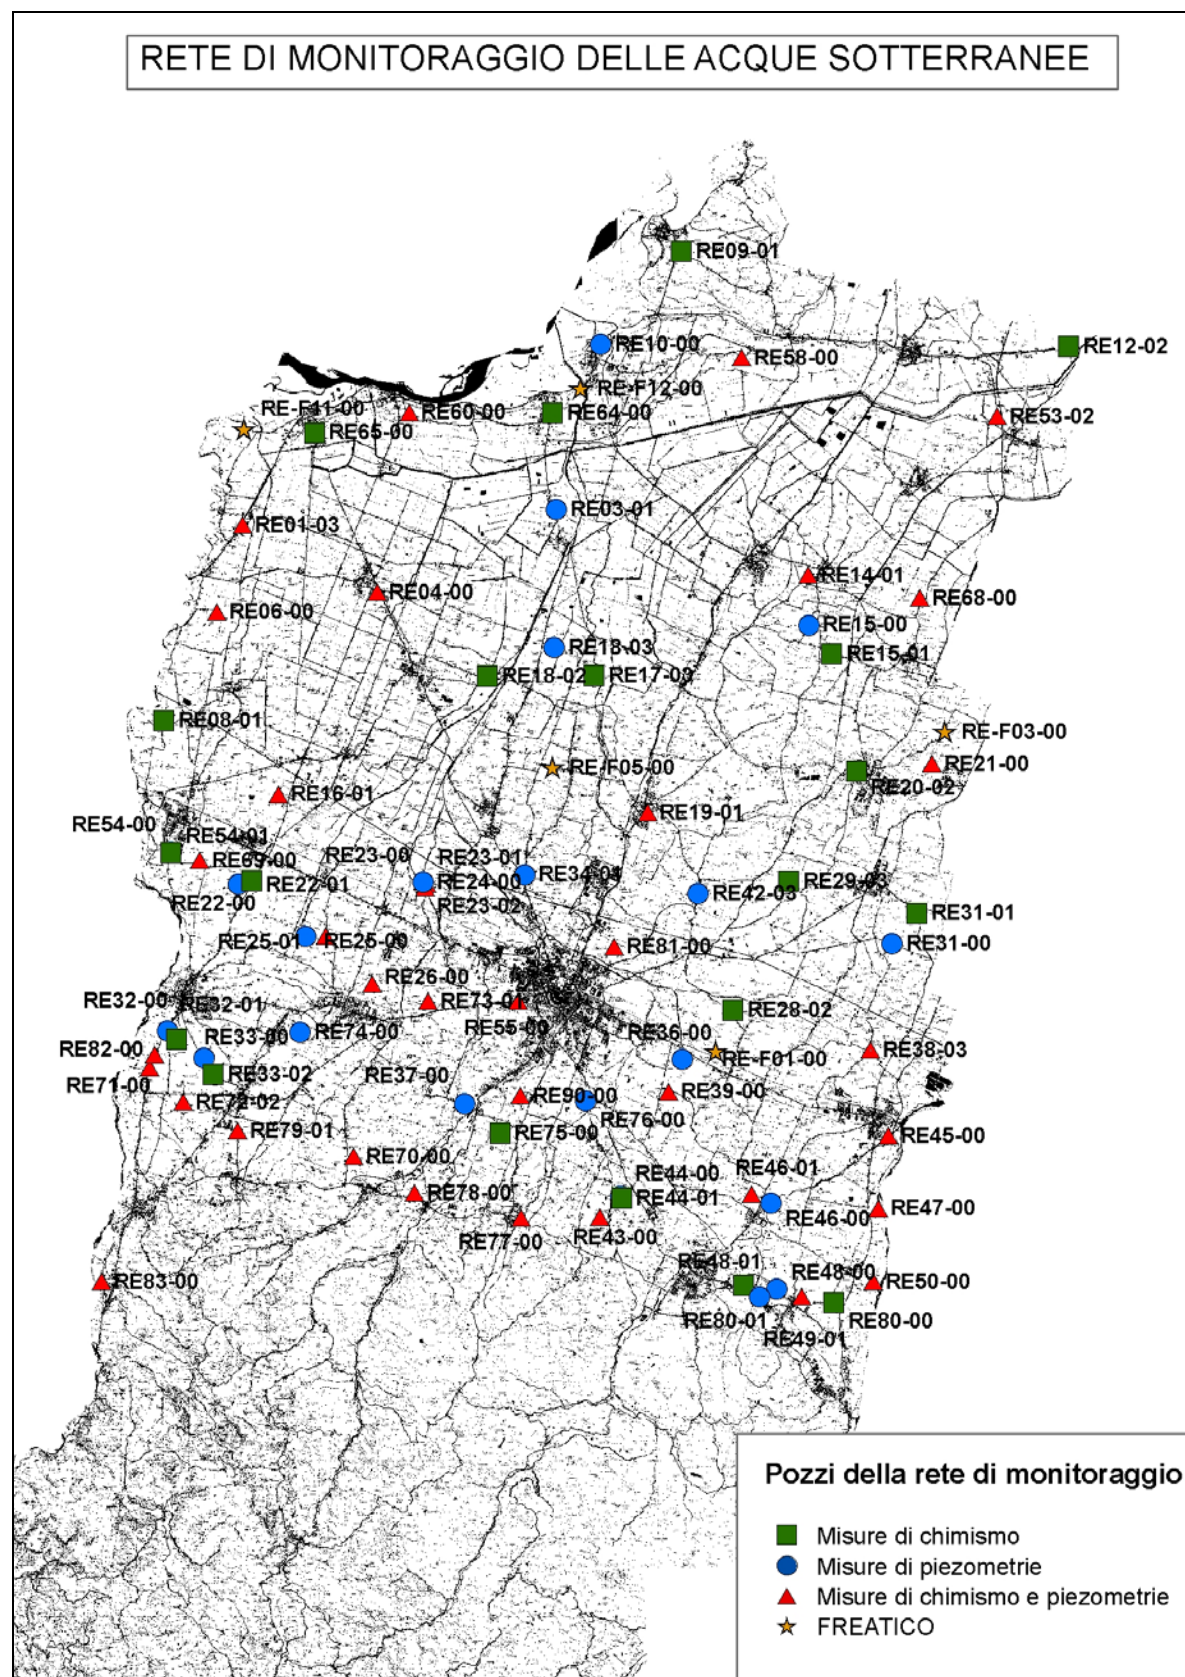 RETE DI MONITORAGGIO DELLE ACQUE SOTTERRANEE
RE09-01
RE10-00
RE12-02
RE58-00
RE-F12-00
RE-F11-00
RE60-00
RE64-00
RE53-02
RE65-00
RE03-01
RE01-03
RE14-01
RE04-00
RE68-00
RE06-00
RE15-00
RE18-03
RE15-01
RE18-02
RE17-03
RE08-01
RE-F03-00
RE-F05-00
RE21-00
RE20-02
RE16-01
RE19-01
RE54-00
RE54-01
RE23-00
RE23-01
RE69-00
RE34-01
RE22-01
RE24-00
RE29-03
RE42-03
RE22-00
RE23-02
RE31-01
RE25-01
RE25-00
RE81-00
RE31-00
RE26-00
RE32-00
RE32-01
RE73-01
RE28-02
RE55-00
RE36-00
RE33-00
RE74-00
RE82-00
RE38-03
RE-F01-00
RE33-02
RE37-00
RE71-00
RE39-00
RE90-00
RE72-02
RE76-00
RE79-01
RE75-00
RE45-00
RE70-00
RE44-00
RE46-01
RE78-00
RE44-01
RE47-00
RE46-00
RE77-00
RE43-00
RE48-01
RE48-00
RE83-00
RE50-00
RE80-01
RE80-00
RE49-01
Pozzi della rete di monitoraggio
Misure di chimismo
Misure di piezometrie
Misure di chimismo e piezometrie
FREATICO